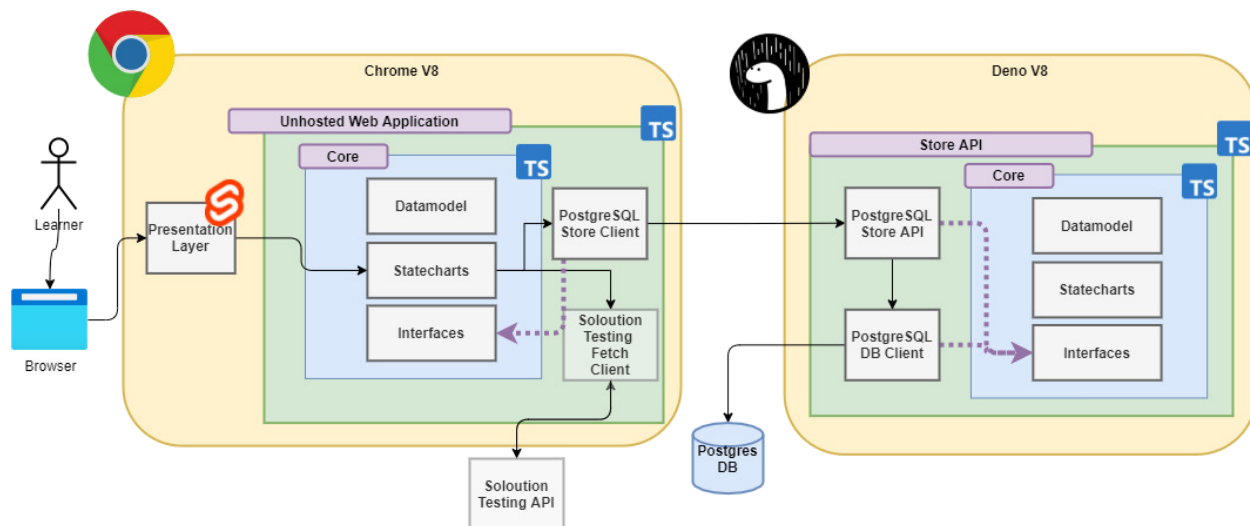 Chrome V8
Deno V8
Unhosted Web Application
TS
Store API
TS
Core
TS
Core
TS
Learner
Presentation
Layer
Datamodel
PostgreSQL
Store Client
PostgreSQL
Store API
Datamodel
Statecharts
Statecharts
Interfaces
Soloution
Testing
Fetch
Client
PostgreSQL
DB Client
Interfaces
Browser
Postgres
DB
Soloution
Testing API